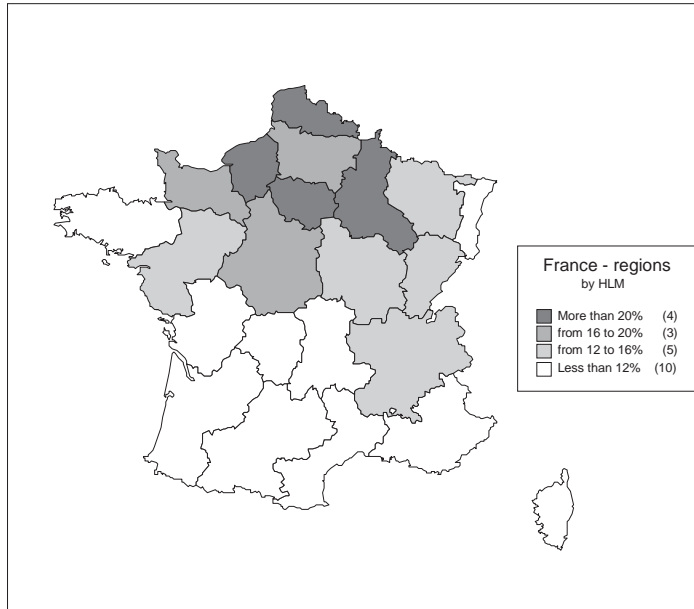 France - regions
by HLM
More than 20% (4)
from 16 to 20% (3)
from 12 to 16% (5)
Less than 12% (10)